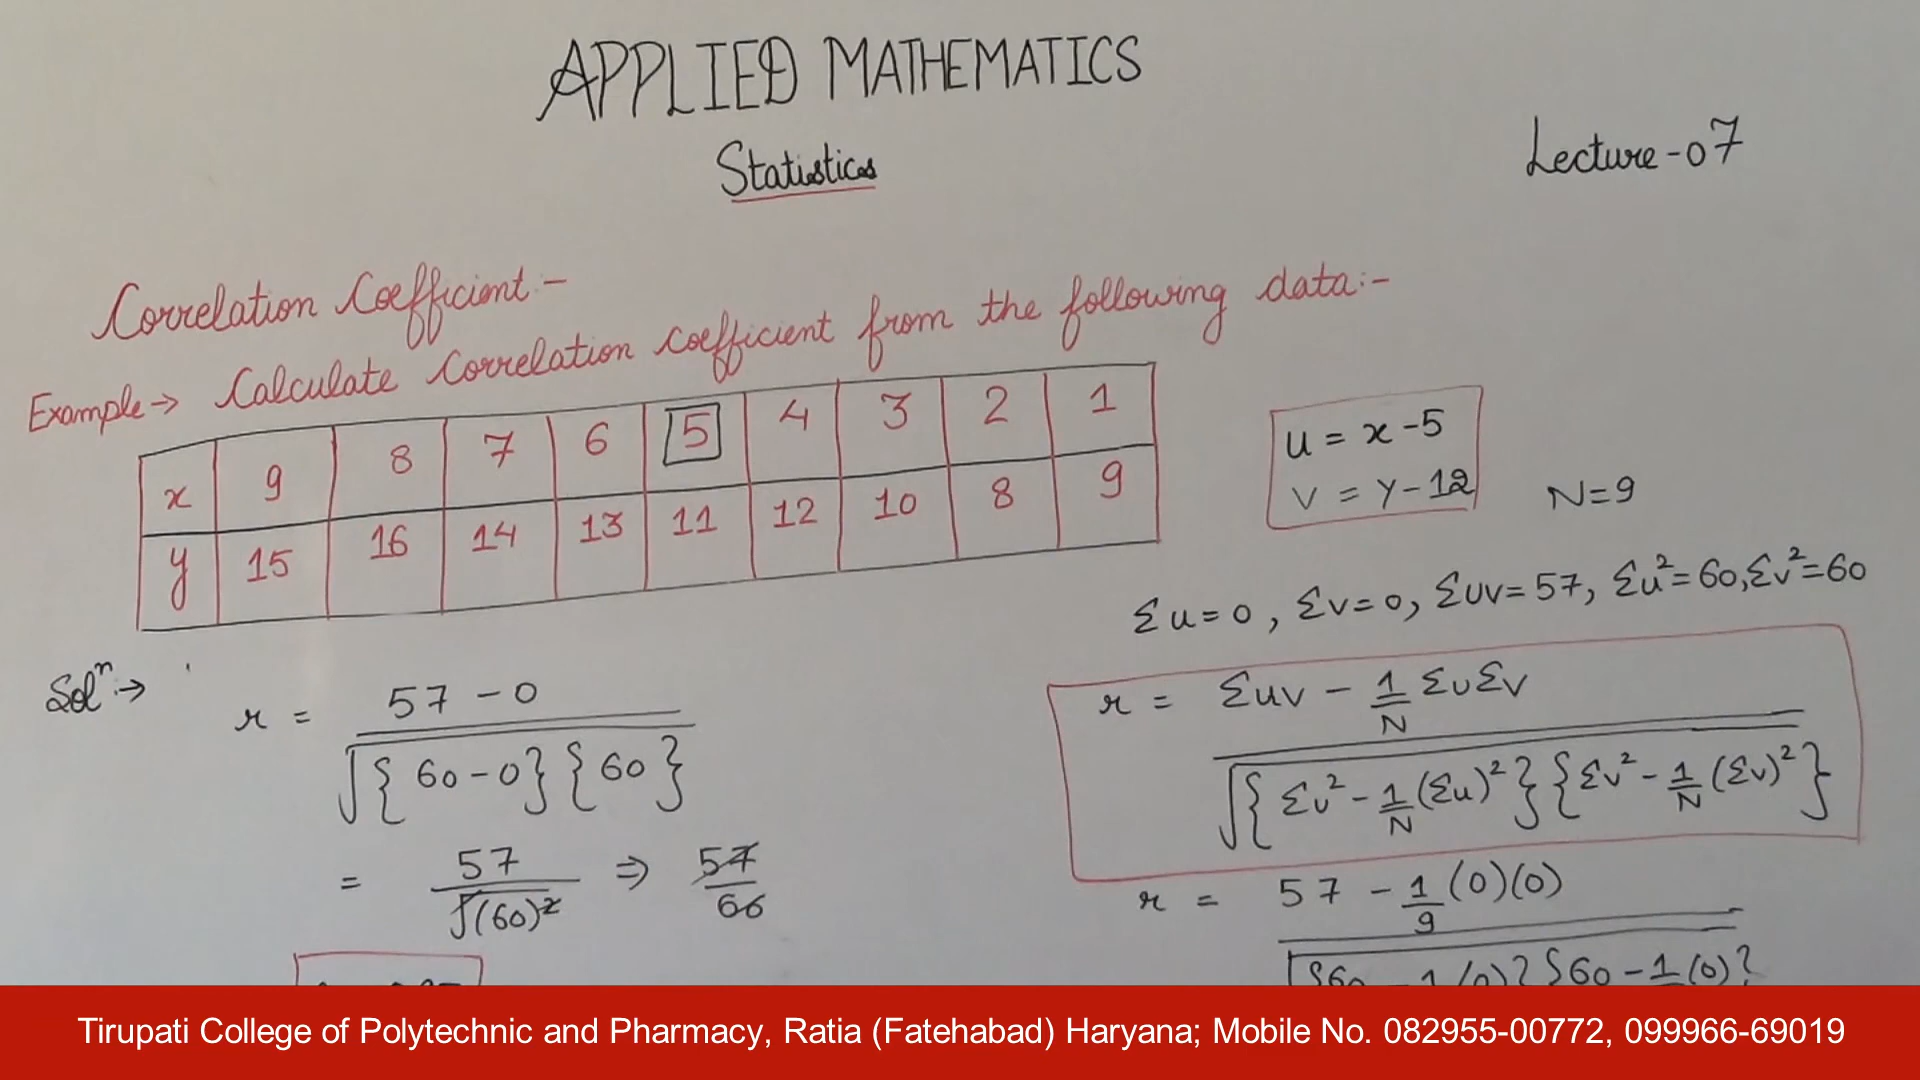 APPLIED MATHEMATICS
Statistics
Lecture-07
Correlation Coefficient:-
Example→ Calculate Correlation coefficient from the following data:-
x 9 8 7 6 5 4 3 2 1
y 15 16 14 13 11 12 10 8 9
u = x - 5
v = y - 12
N = 9
Σu = 0, Σv = 0, Σuv = 57, Σu² = 60, Σv² = 60
Solⁿ:→
r = 57 - 0
√{60 - 0}{60}
= 57/√(60)² ⇒ 57/60
r = Σuv - 1/N ΣuΣv
√{Σu² - 1/N (Σu)²}{Σv² - 1/N (Σv)²}
r = 57 - 1/9 (0)(0)
Tirupati College of Polytechnic and Pharmacy, Ratia (Fatehabad) Haryana; Mobile No. 082955-00772, 099966-69019